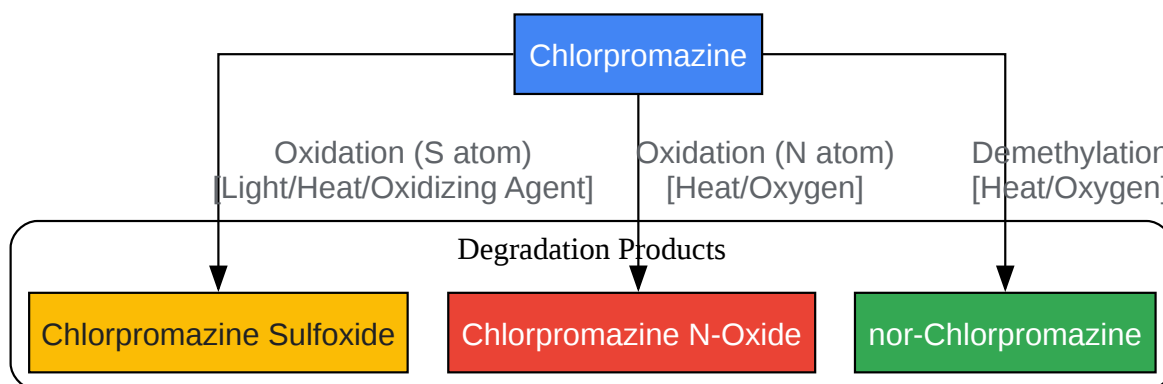 Chlorpromazine
Oxidation (S atom)
[Light/Heat/Oxidizing Agent]
Oxidation (N atom)
[Heat/Oxygen]
Demethylation
[Heat/Oxygen]
Degradation Products
Chlorpromazine Sulfoxide
Chlorpromazine N-Oxide
nor-Chlorpromazine